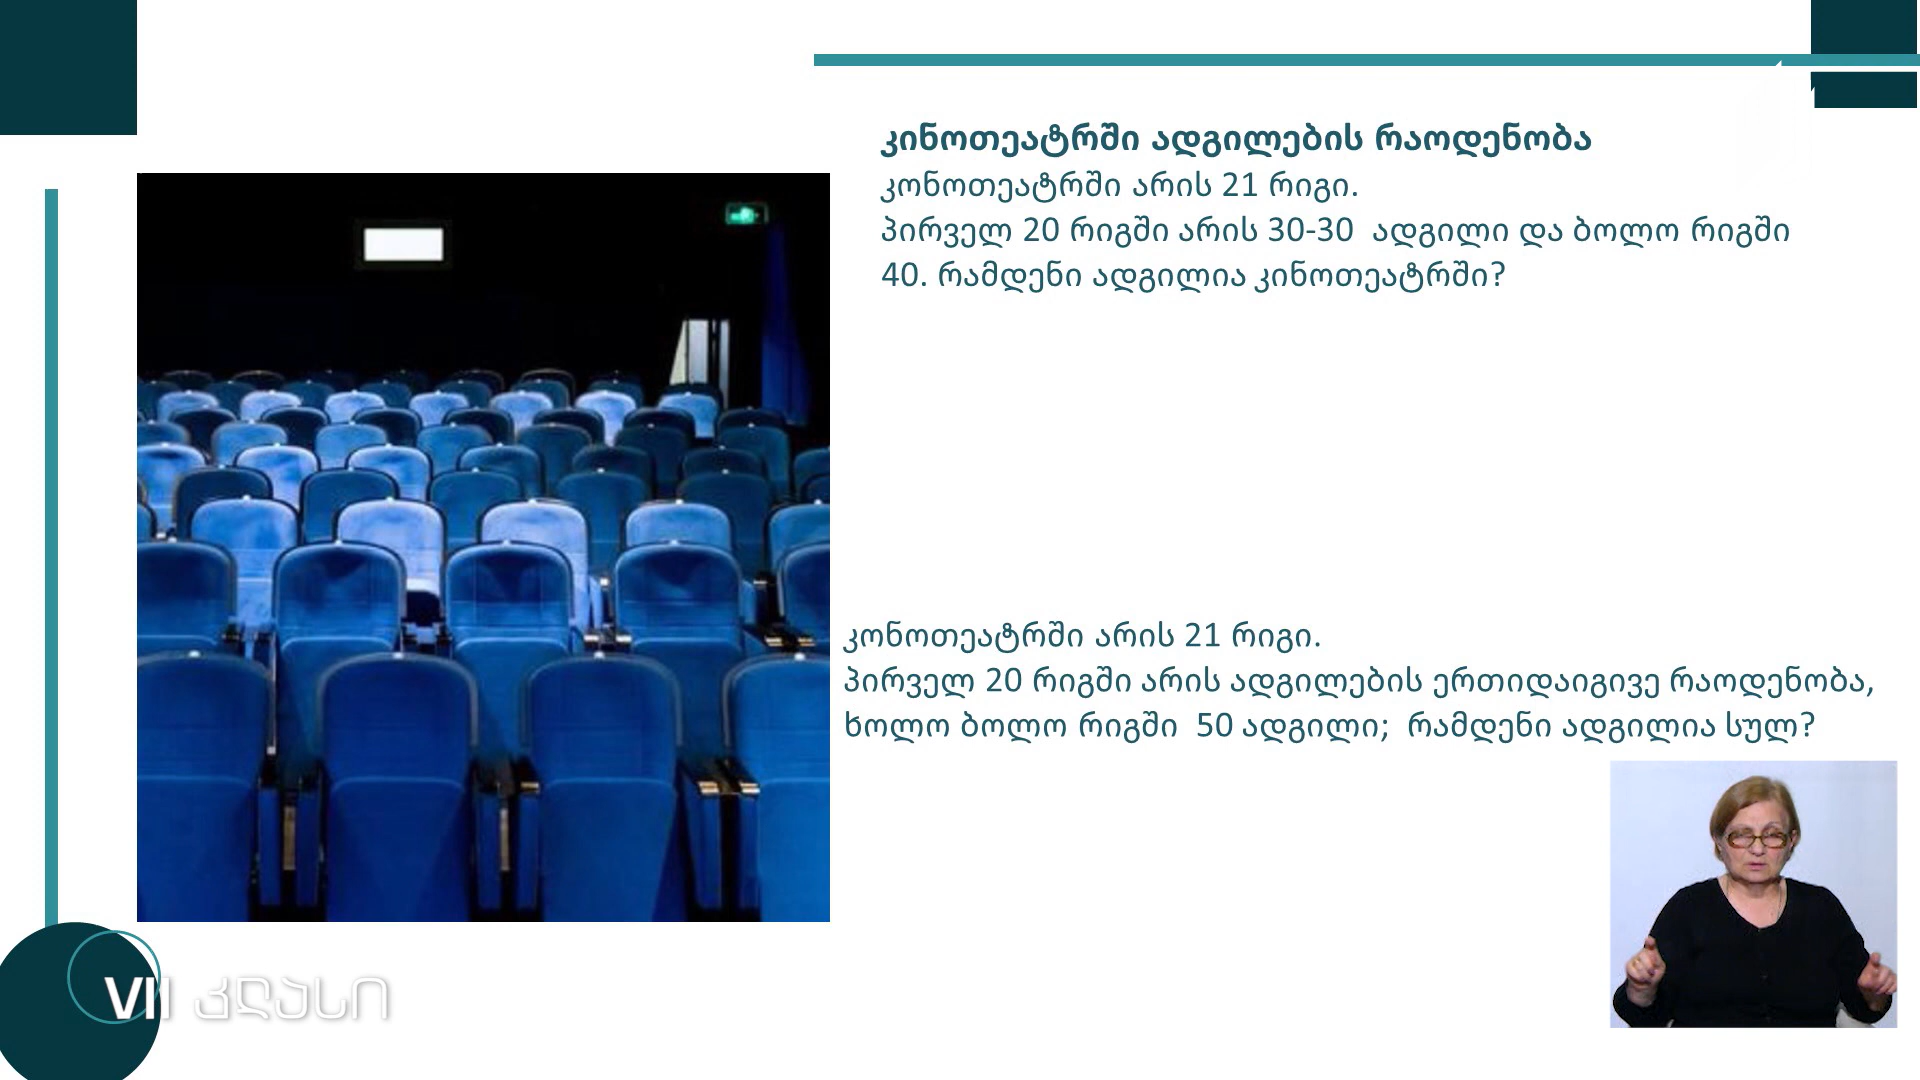 კინოთეატრში ადგილების რაოდენობა
კონოთეატრში არის 21 რიგი.
პირველ 20 რიგში არის 30-30 ადგილი და ბოლო რიგში
40. რამდენი ადგილია კინოთეატრში?
კონოთეატრში არის 21 რიგი.
პირველ 20 რიგში არის ადგილების ერთიდაიგივე რაოდენობა,
ხოლო ბოლო რიგში 50 ადგილი; რამდენი ადგილია სულ?
VII კლასი